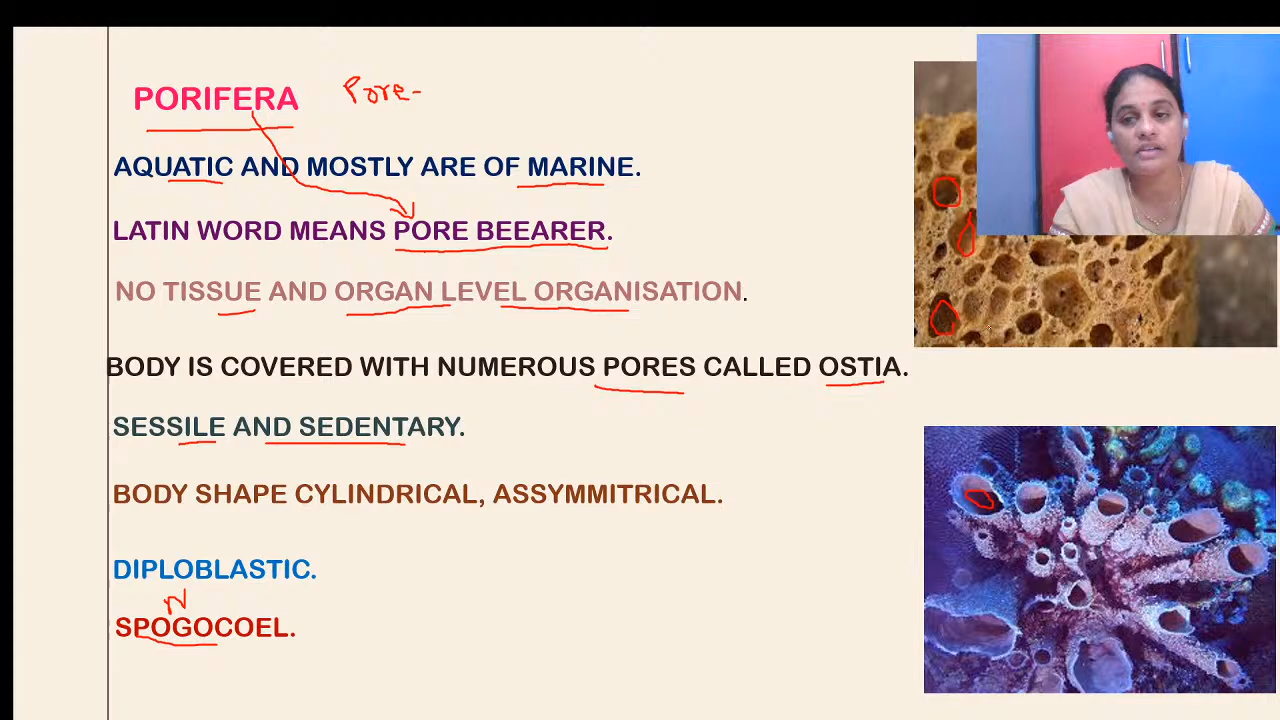 PORIFERA Pore-
AQUATIC AND MOSTLY ARE OF MARINE.
LATIN WORD MEANS PORE BEEARER.
NO TISSUE AND ORGAN LEVEL ORGANISATION.
BODY IS COVERED WITH NUMEROUS PORES CALLED OSTIA.
SESSILE AND SEDENTARY.
BODY SHAPE CYLINDRICAL, ASSYMMITRICAL.
DIPLOBLASTIC.
N
SPOGOCOEL.